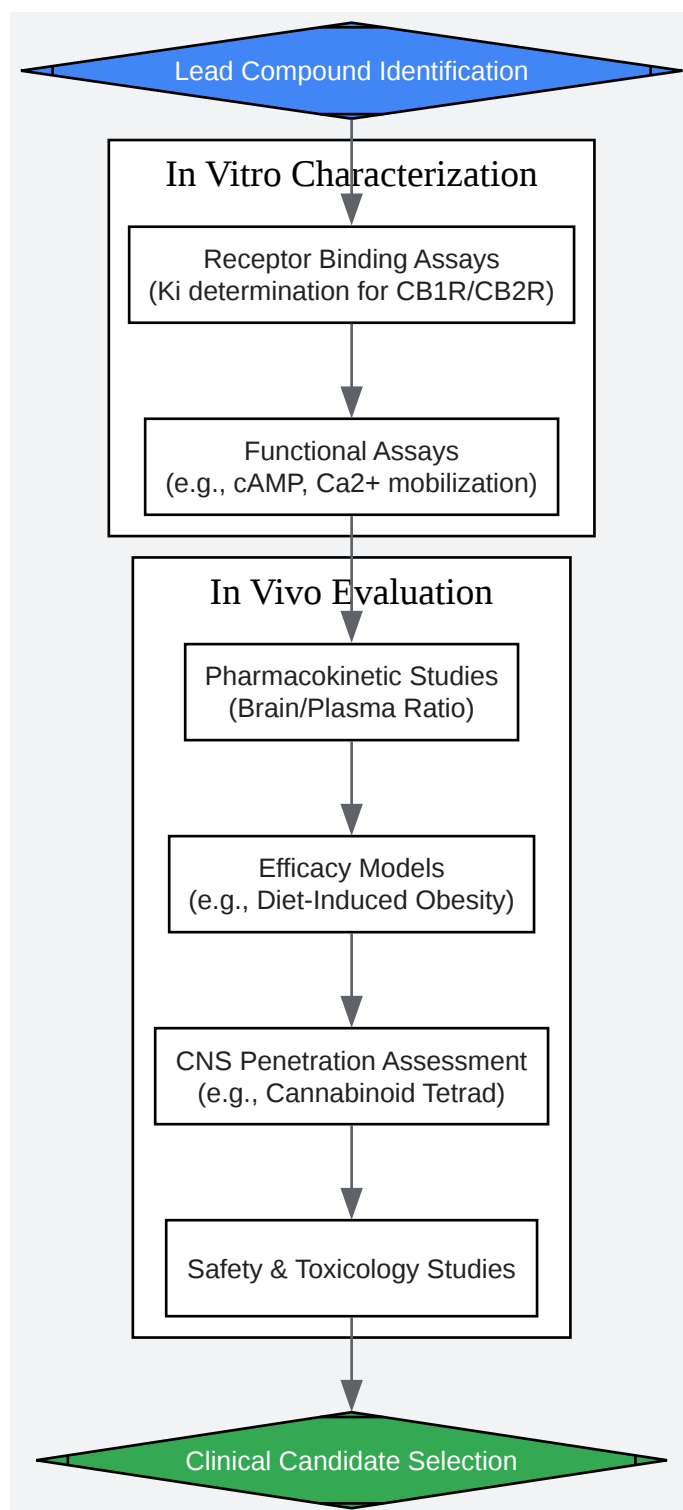 Lead Compound Identification
In Vitro Characterization
Receptor Binding Assays
(Ki determination for CB1R/CB2R)
Functional Assays
(e.g., cAMP, Ca2+ mobilization)
In Vivo Evaluation
Pharmacokinetic Studies
(Brain/Plasma Ratio)
Efficacy Models
(e.g., Diet-Induced Obesity)
CNS Penetration Assessment
(e.g., Cannabinoid Tetrad)
Safety & Toxicology Studies
Clinical Candidate Selection